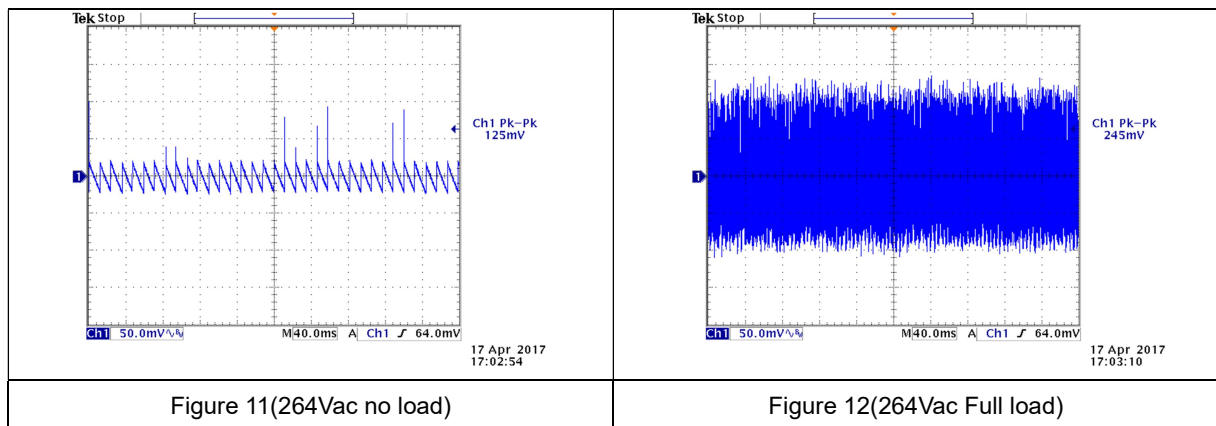 Tek Stop
1
Ch1 Pk-Pk
125mV
Ch1 50.0mV
M 40.0ms A Ch1 ʃ 64.0mV
17 Apr 2017
17:02:54
Figure 11(264Vac no load)
Tek Stop
1
Ch1 Pk-Pk
245mV
Ch1 50.0mV
M 40.0ms A Ch1 ʃ 64.0mV
17 Apr 2017
17:03:10
Figure 12(264Vac Full load)